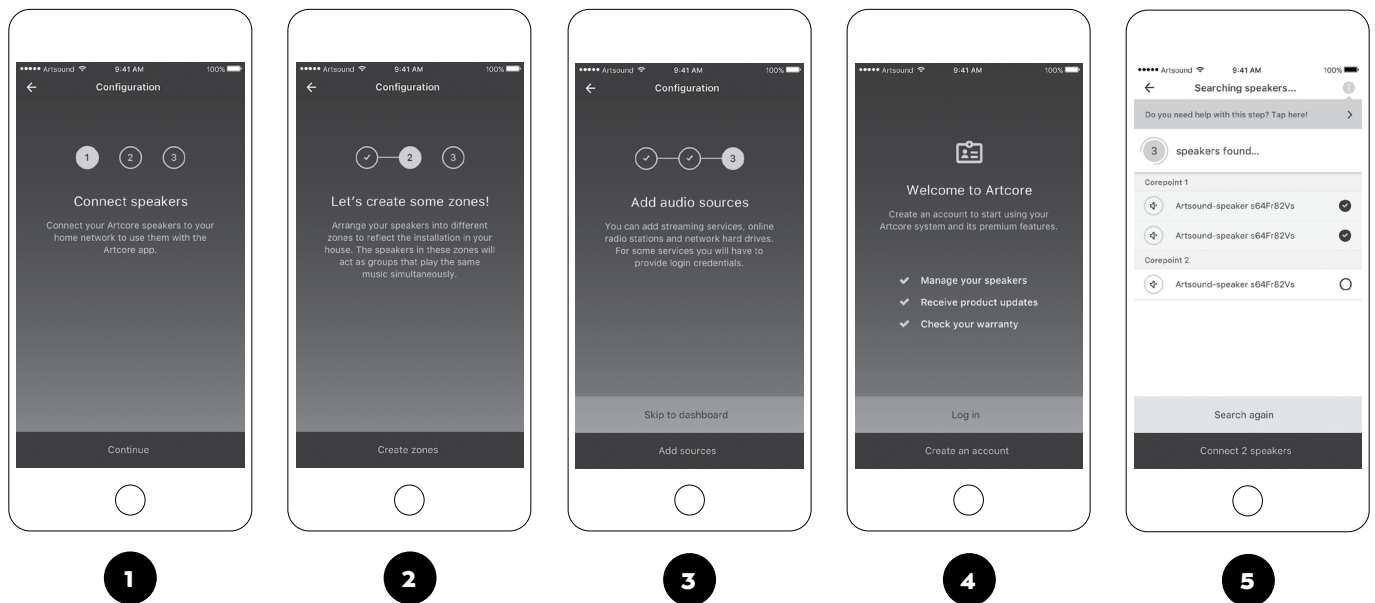 ••••• Artsound 9:41 AM 100%
Configuration
1 2 3
Connect speakers
Connect your Artcore speakers to your
home network to use them with the
Artcore app.
Continue
1
••••• Artsound 9:41 AM 100%
Configuration
2 3
Let's create some zones!
Arrange your speakers into different
zones to reflect the installation in your
house. The speakers in these zones will
act as groups that play the same
music simultaneously.
Create zones
2
••••• Artsound 9:41 AM 100%
Configuration
3
Add audio sources
You can add streaming services, online
radio stations and network hard drives.
For some services you will have to
provide login credentials.
Skip to dashboard
Add sources
3
••••• Artsound 9:41 AM 100%
Welcome to Artcore
Create an account to start using your
Artcore system and its premium features.
Manage your speakers
Receive product updates
Check your warranty
Log in
Create an account
4
••••• Artsound 9:41 AM 100%
Searching speakers...
i
Do you need help with this step? Tap here!
3 speakers found...
Corepoint 1
Artsound-speaker s64Fr82Vs
Artsound-speaker s64Fr82Vs
Corepoint 2
Artsound-speaker s64Fr82Vs
Search again
Connect 2 speakers
5